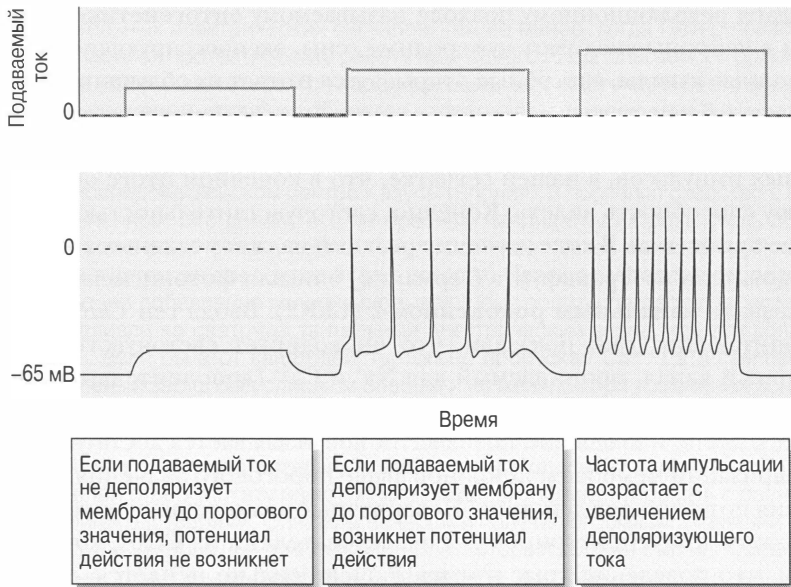 Подаваемый
ток
0
0
–65 мВ
Время
Если подаваемый ток
не деполяризует
мембрану до порогового
значения, потенциал
действия не возникнет
Если подаваемый ток
деполяризует мембрану
до порогового значения,
возникнет потенциал
действия
Частота импульсации
возрастает с
увеличением
деполяризующего
тока